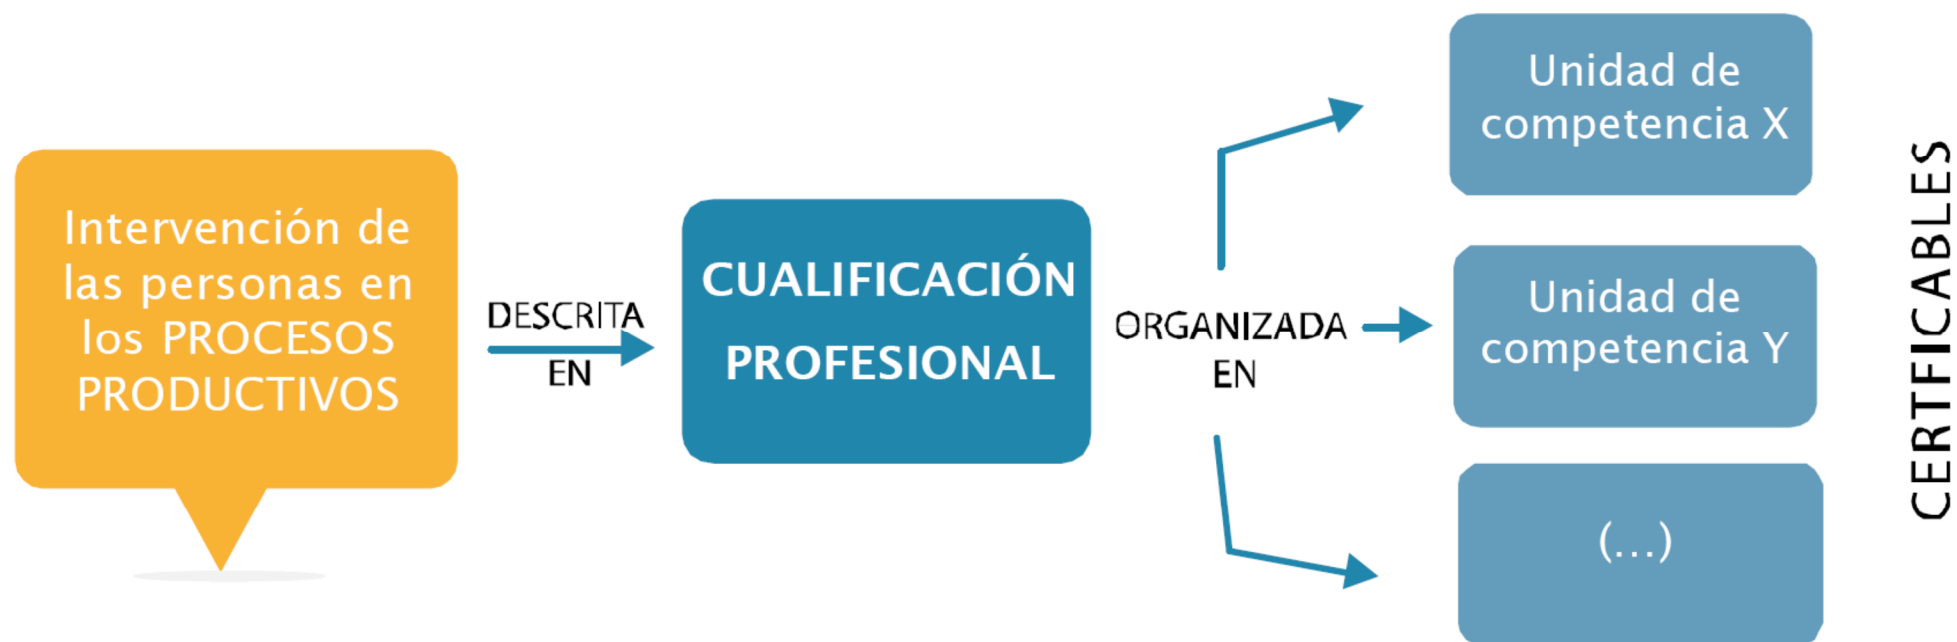 Intervención de
las personas en
los PROCESOS
PRODUCTIVOS
DESCRITA
EN
CUALIFICACIÓN
PROFESIONAL
ORGANIZADA
EN
Unidad de
competencia X
Unidad de
competencia Y
(...)
CERTIFICABLES